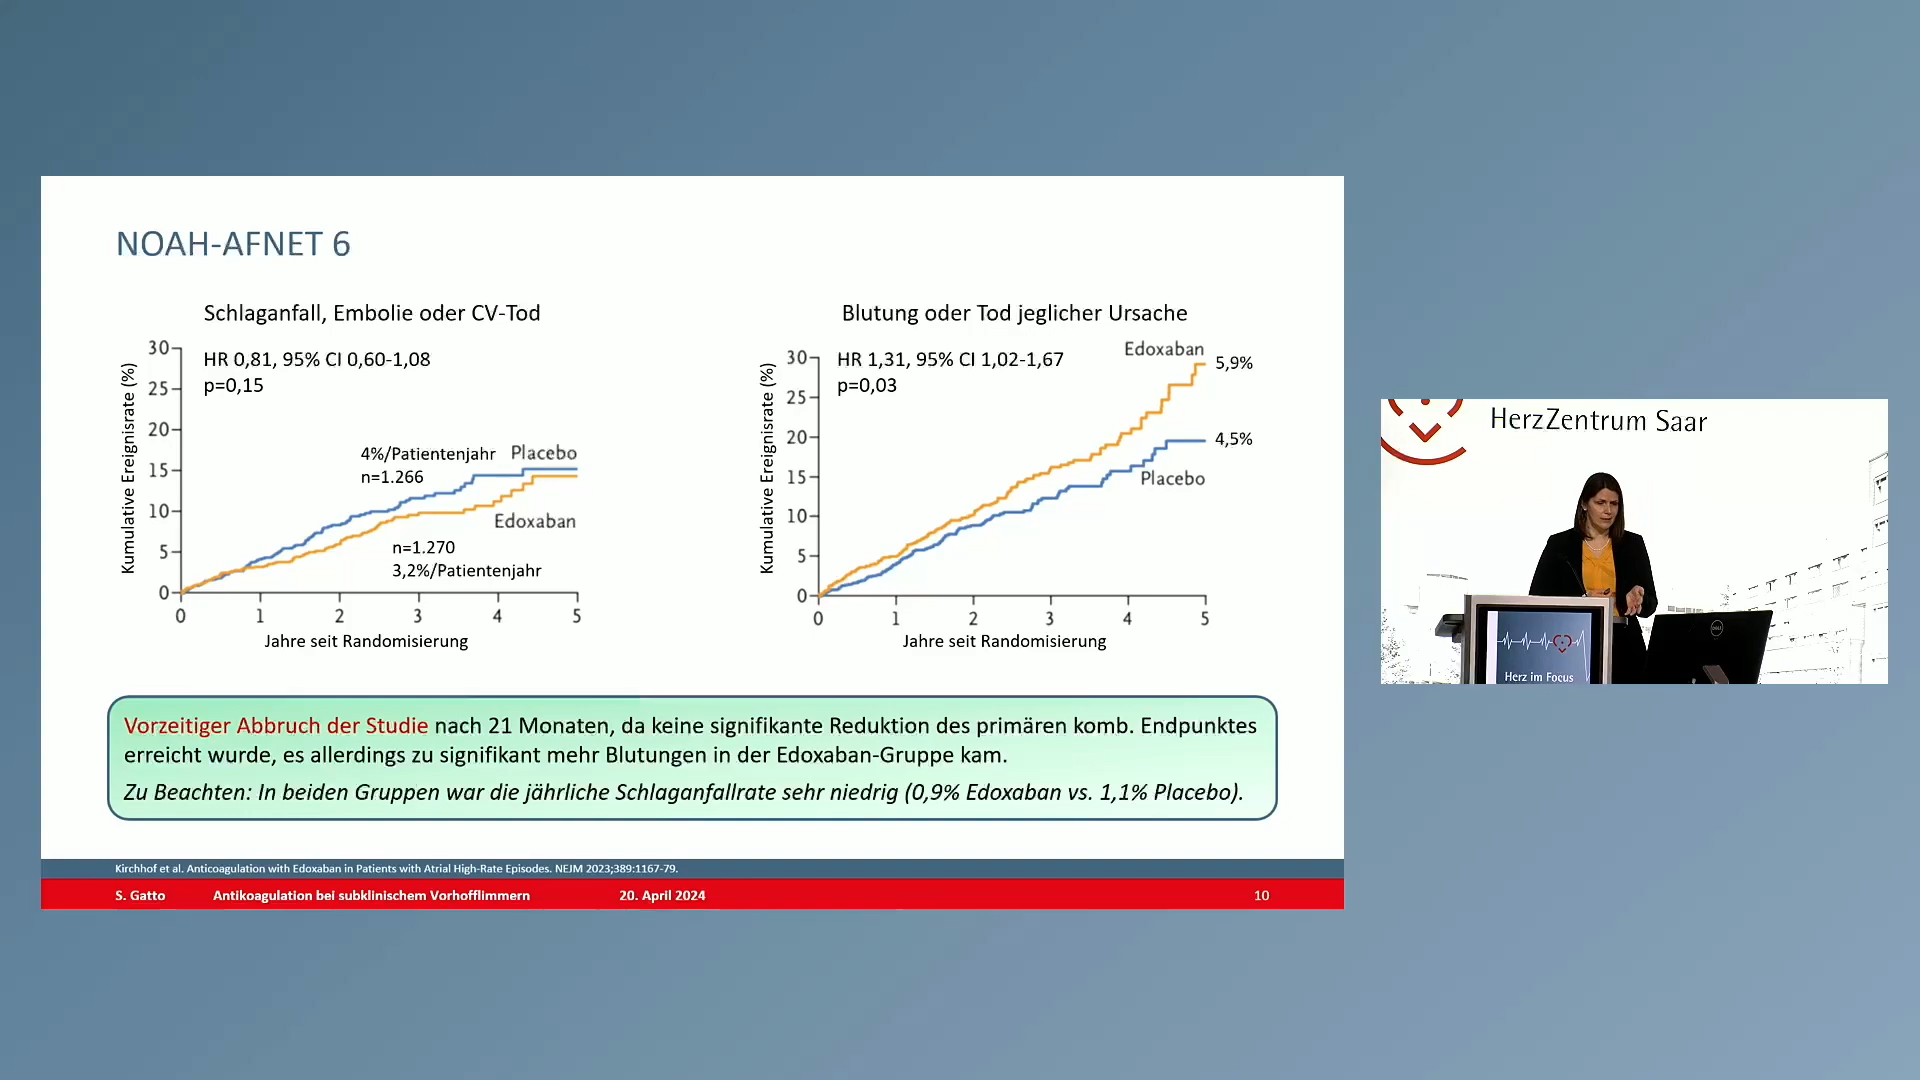 NOAH-AFNET 6
Schlaganfall, Embolie oder CV-Tod
HR 0,81, 95% CI 0,60-1,08
p=0,15
Kumulative Ereignisrate (%)
30
25
20
15
10
5
0
4%/Patientenjahr
n=1.266
Placebo
Edoxaban
n=1.270
3,2%/Patientenjahr
0 1 2 3 4 5
Jahre seit Randomisierung
Blutung oder Tod jeglicher Ursache
HR 1,31, 95% CI 1,02-1,67
p=0,03
Kumulative Ereignisrate (%)
30
25
20
15
10
5
0
Edoxaban
5,9%
4,5%
Placebo
0 1 2 3 4 5
Jahre seit Randomisierung
Vorzeitiger Abbruch der Studie nach 21 Monaten, da keine signifikante Reduktion des primären komb. Endpunktes
erreicht wurde, es allerdings zu signifikant mehr Blutungen in der Edoxaban-Gruppe kam.
Zu Beachten: In beiden Gruppen war die jährliche Schlaganfallrate sehr niedrig (0,9% Edoxaban vs. 1,1% Placebo).
Kirchhof et al. Anticoagulation with Edoxaban in Patients with Atrial High-Rate Episodes. NEJM 2023;389:1167-79.
S. Gatto Antikoagulation bei subklinischem Vorhofflimmern 20. April 2024 10
HerzZentrum Saar
DELL
Herz im Focus